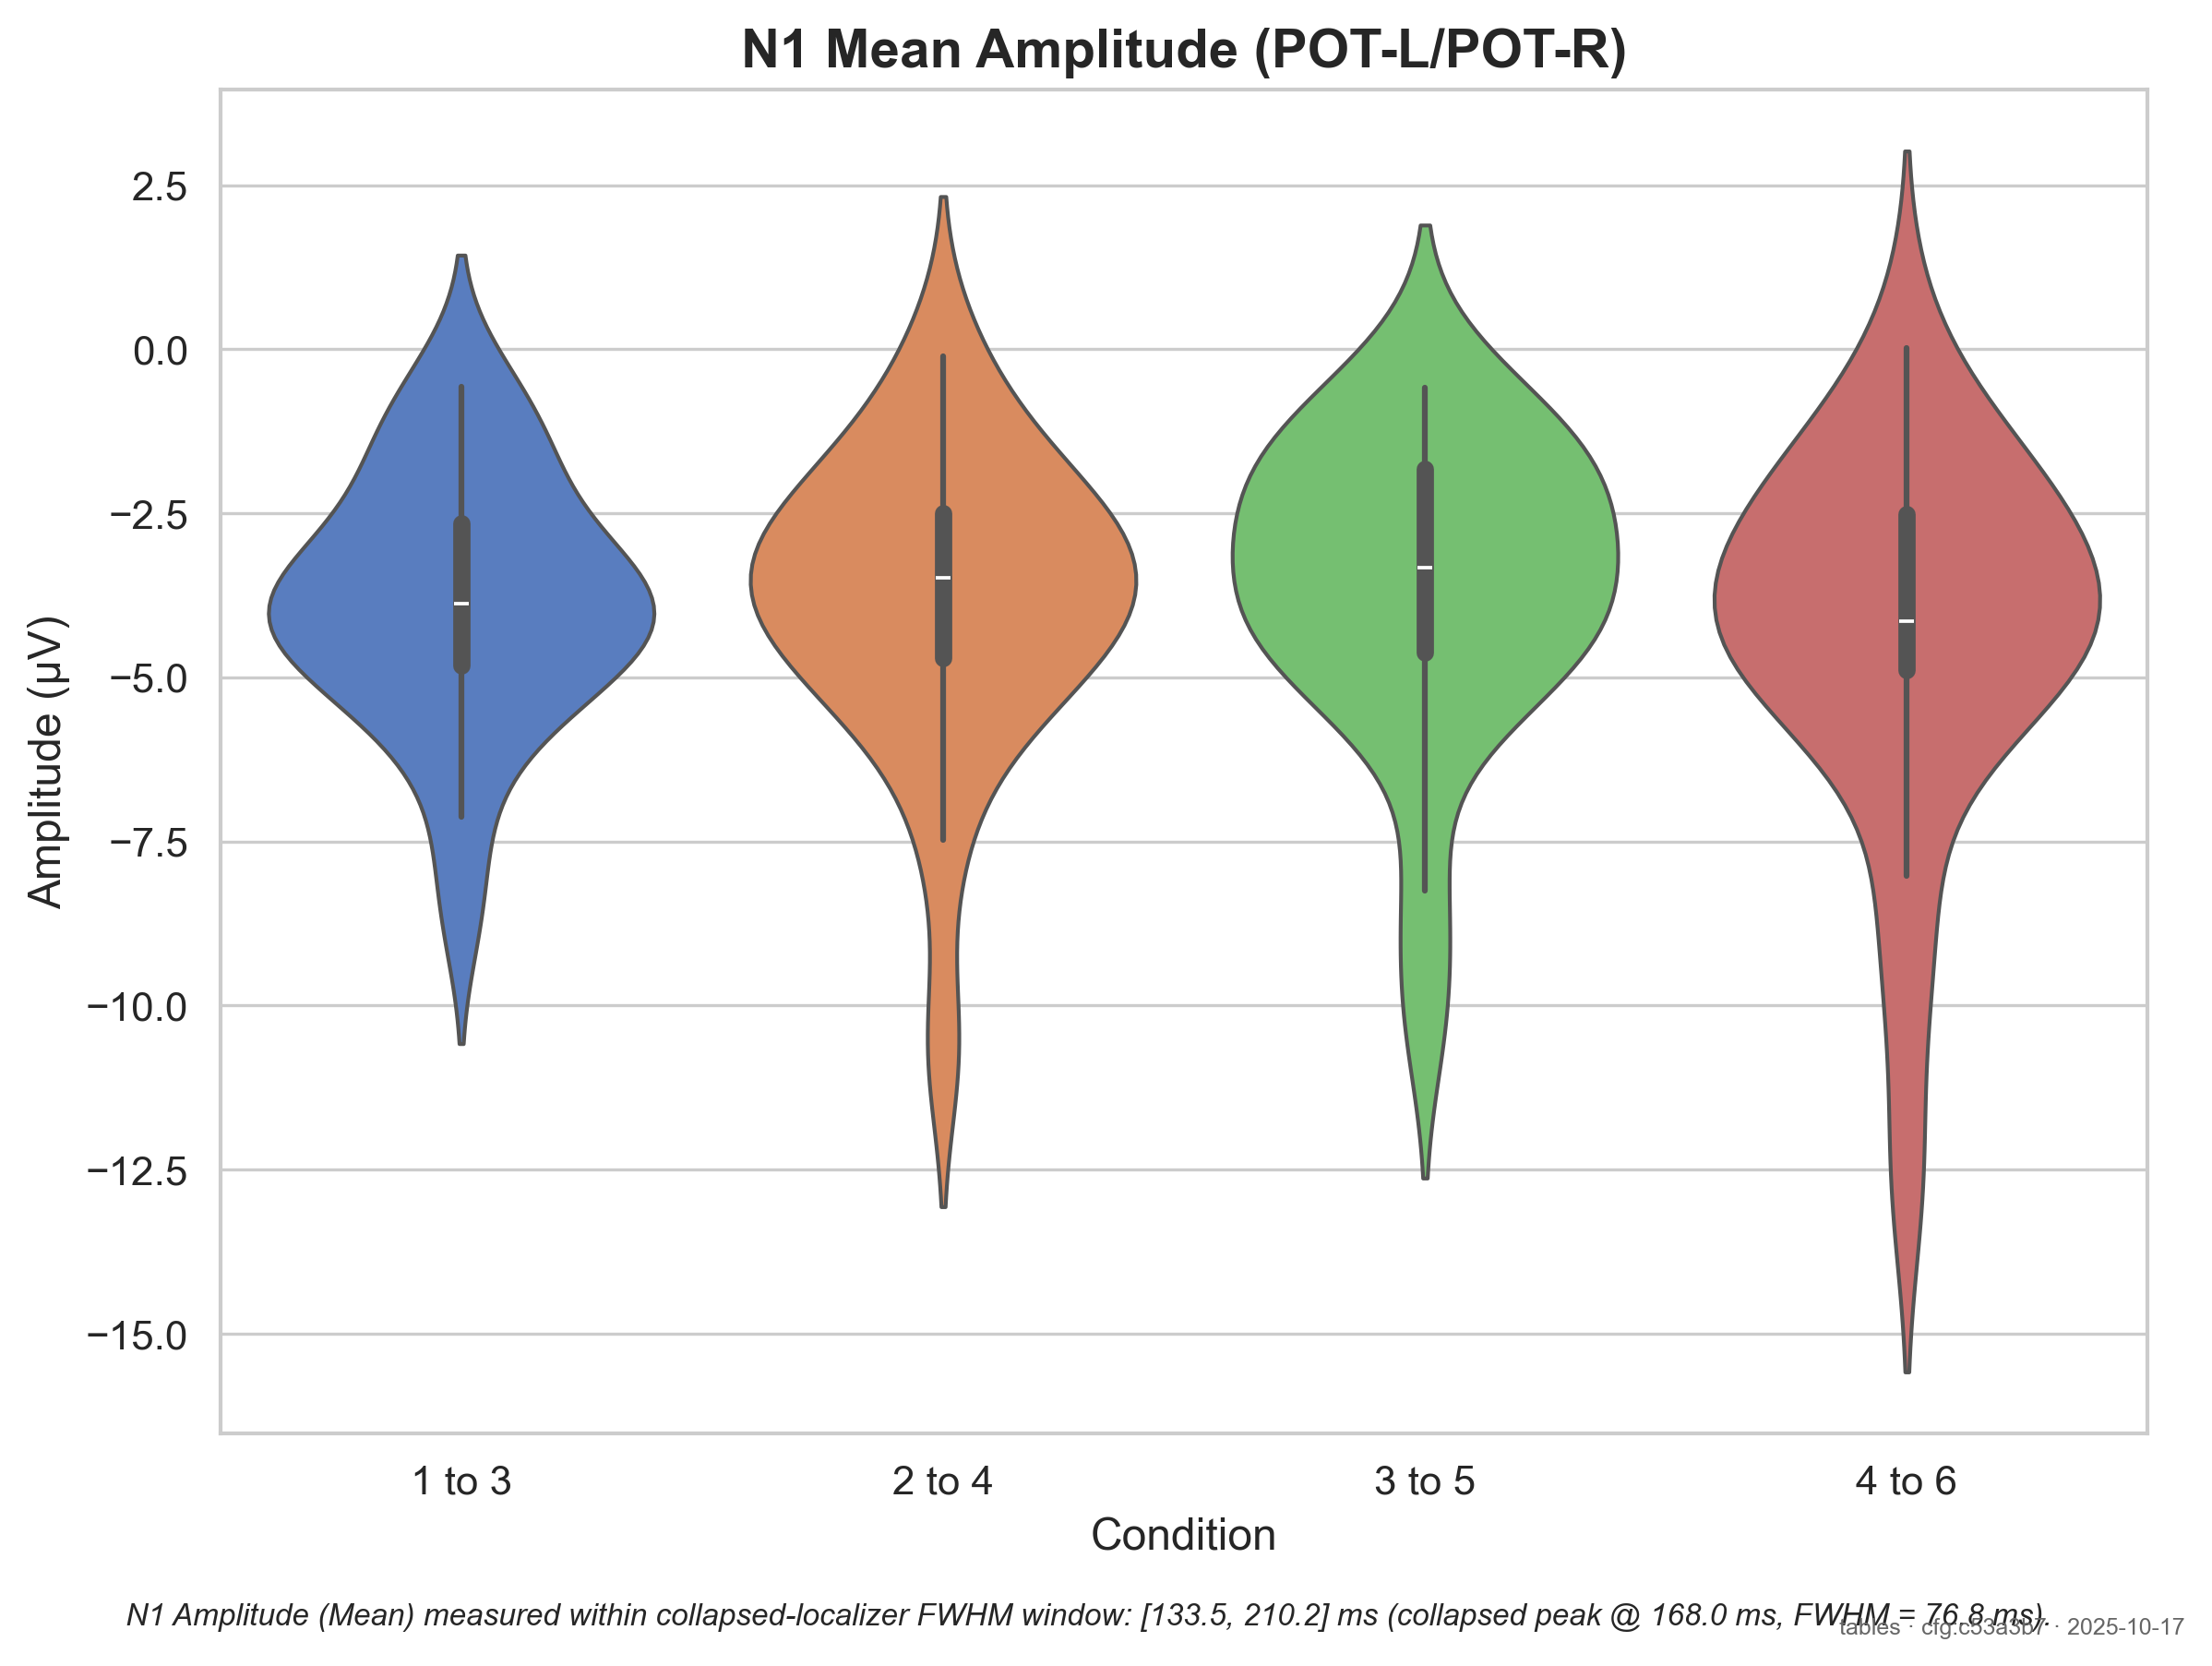 N1 Mean Amplitude (POT-L/POT-R)
Amplitude (µV)
2.5
0.0
−2.5
−5.0
−7.5
−10.0
−12.5
−15.0
1 to 3
2 to 4
3 to 5
4 to 6
Condition
N1 Amplitude (Mean) measured within collapsed-localizer FWHM window: [133.5, 210.2] ms (collapsed peak @ 168.0 ms, FWHM = 76.8 ms).
tables · cfg:c53a3b7 · 2025-10-17